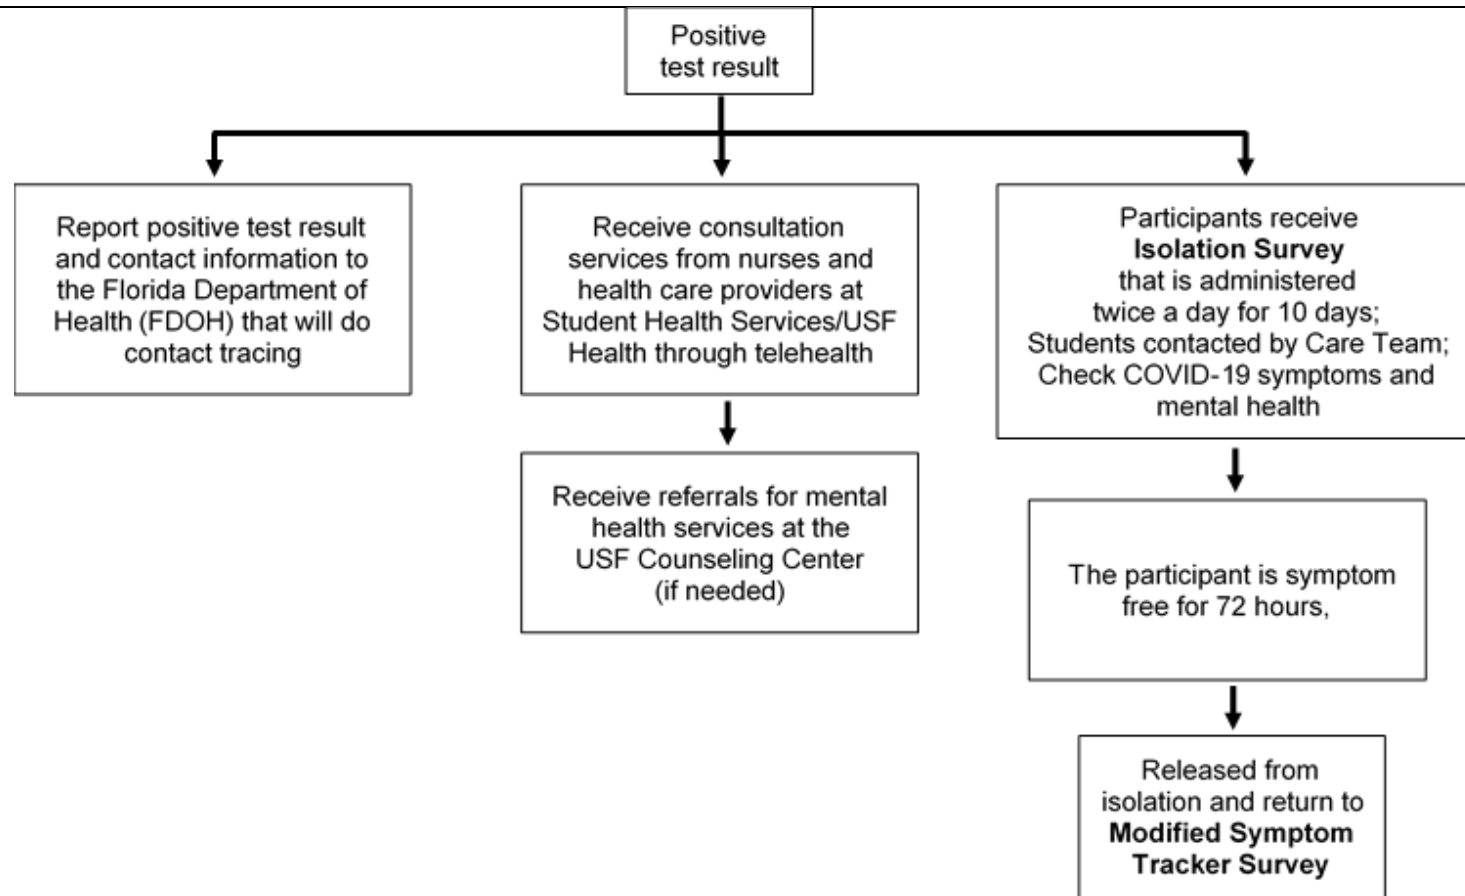 Positive
test result
Report positive test result
and contact information to
the Florida Department of
Health (FDOH) that will do
contact tracing
Receive consultation
services from nurses and
health care providers at
Student Health Services/USF
Health through telehealth
Receive referrals for mental
health services at the
USF Counseling Center
(if needed)
Participants receive
Isolation Survey
that is administered
twice a day for 10 days;
Students contacted by Care Team;
Check COVID-19 symptoms and
mental health
The participant is symptom
free for 72 hours,
Released from
isolation and return to
Modified Symptom
Tracker Survey